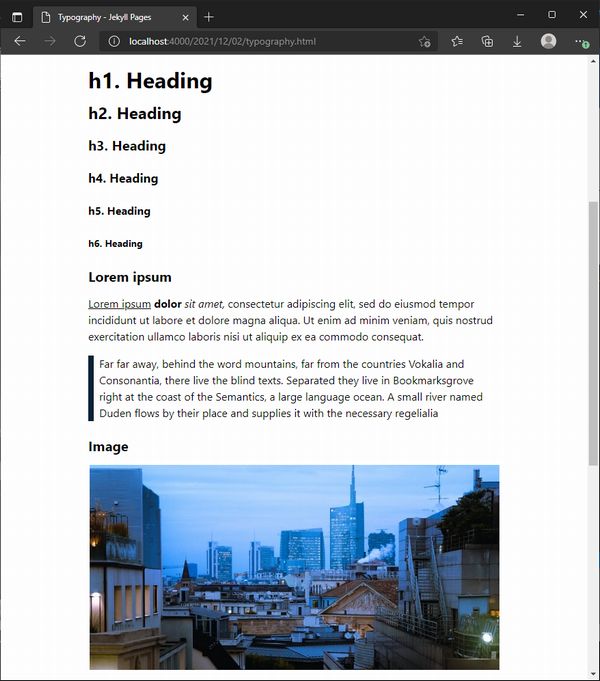 Typography - Jekyll Pages
localhost:4000/2021/12/02/typography.html
h1. Heading
h2. Heading
h3. Heading
h4. Heading
h5. Heading
h6. Heading
Lorem ipsum
Lorem ipsum dolor sit amet, consectetur adipiscing elit, sed do eiusmod tempor
incididunt ut labore et dolore magna aliqua. Ut enim ad minim veniam, quis nostrud
exercitation ullamco laboris nisi ut aliquip ex ea commodo consequat.
Far far away, behind the word mountains, far from the countries Vokalia and
Consonantia, there live the blind texts. Separated they live in Bookmarksgrove
right at the coast of the Semantics, a large language ocean. A small river named
Duden flows by their place and supplies it with the necessary regelialia
Image